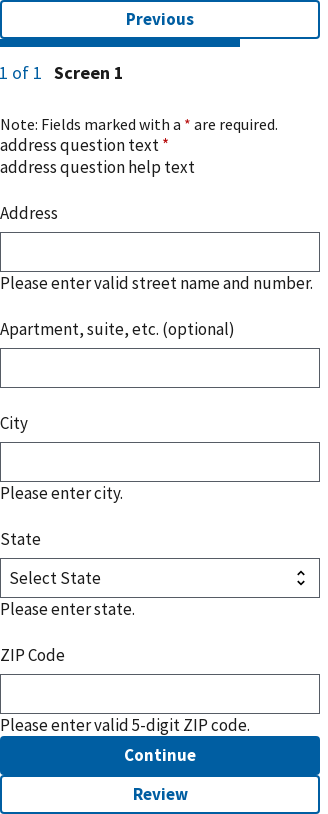 Previous
1 of 1 Screen 1
Note: Fields marked with a * are required.
address question text *
address question help text
Address
Please enter valid street name and number.
Apartment, suite, etc. (optional)
City
Please enter city.
State
Select State
Please enter state.
ZIP Code
Please enter valid 5-digit ZIP code.
Continue
Review